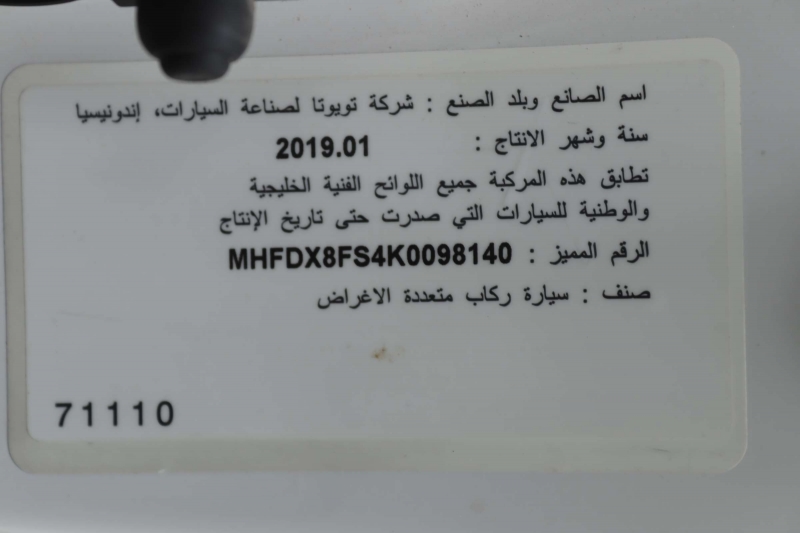 اسم الصانع وبلد الصنع : شركة تويوتا لصناعة السيارات، إندونيسيا
سنة وشهر الانتاج : 2019.01
تطابق هذه المركبة جميع اللوائح الفنية الخليجية
والوطنية للسيارات التي صدرت حتى تاريخ الإنتاج
الرقم المميز : MHFDX8FS4K0098140
صنف : سيارة ركاب متعددة الاغراض
71110